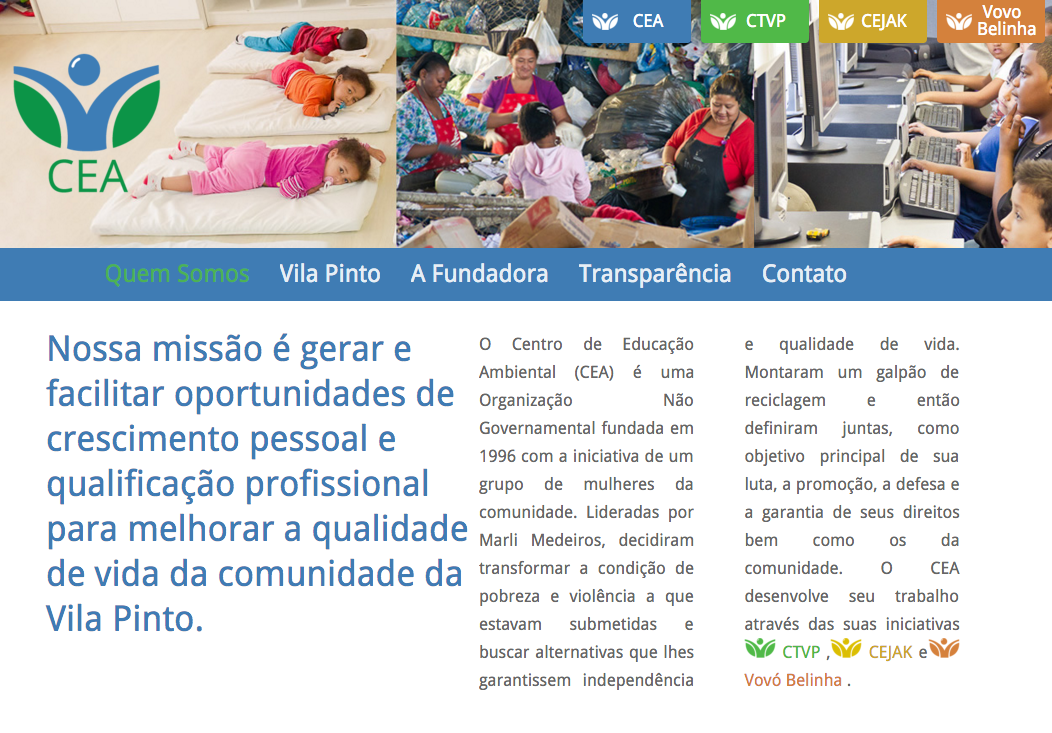 CEA
CTVP
CEJAK
Vovo
Belinha
CEA
Quem Somos Vila Pinto A Fundadora Transparência Contato
Nossa missão é gerar e
facilitar oportunidades de
crescimento pessoal e
qualificação profissional
para melhorar a qualidade
de vida da comunidade da
Vila Pinto.
O Centro de Educação
Ambiental (CEA) é uma
Organização Não
Governamental fundada em
1996 com a iniciativa de um
grupo de mulheres da
comunidade. Lideradas por
Marli Medeiros, decidiram
transformar a condição de
pobreza e violência a que
estavam submetidas e
buscar alternativas que lhes
garantissem independência
e qualidade de vida.
Montaram um galpão de
reciclagem e então
definiram juntas, como
objetivo principal de sua
luta, a promoção, a defesa e
a garantia de seus direitos
bem como os da
comunidade. O CEA
desenvolve seu trabalho
através das suas iniciativas
CTVP , CEJAK e
Vovó Belinha .